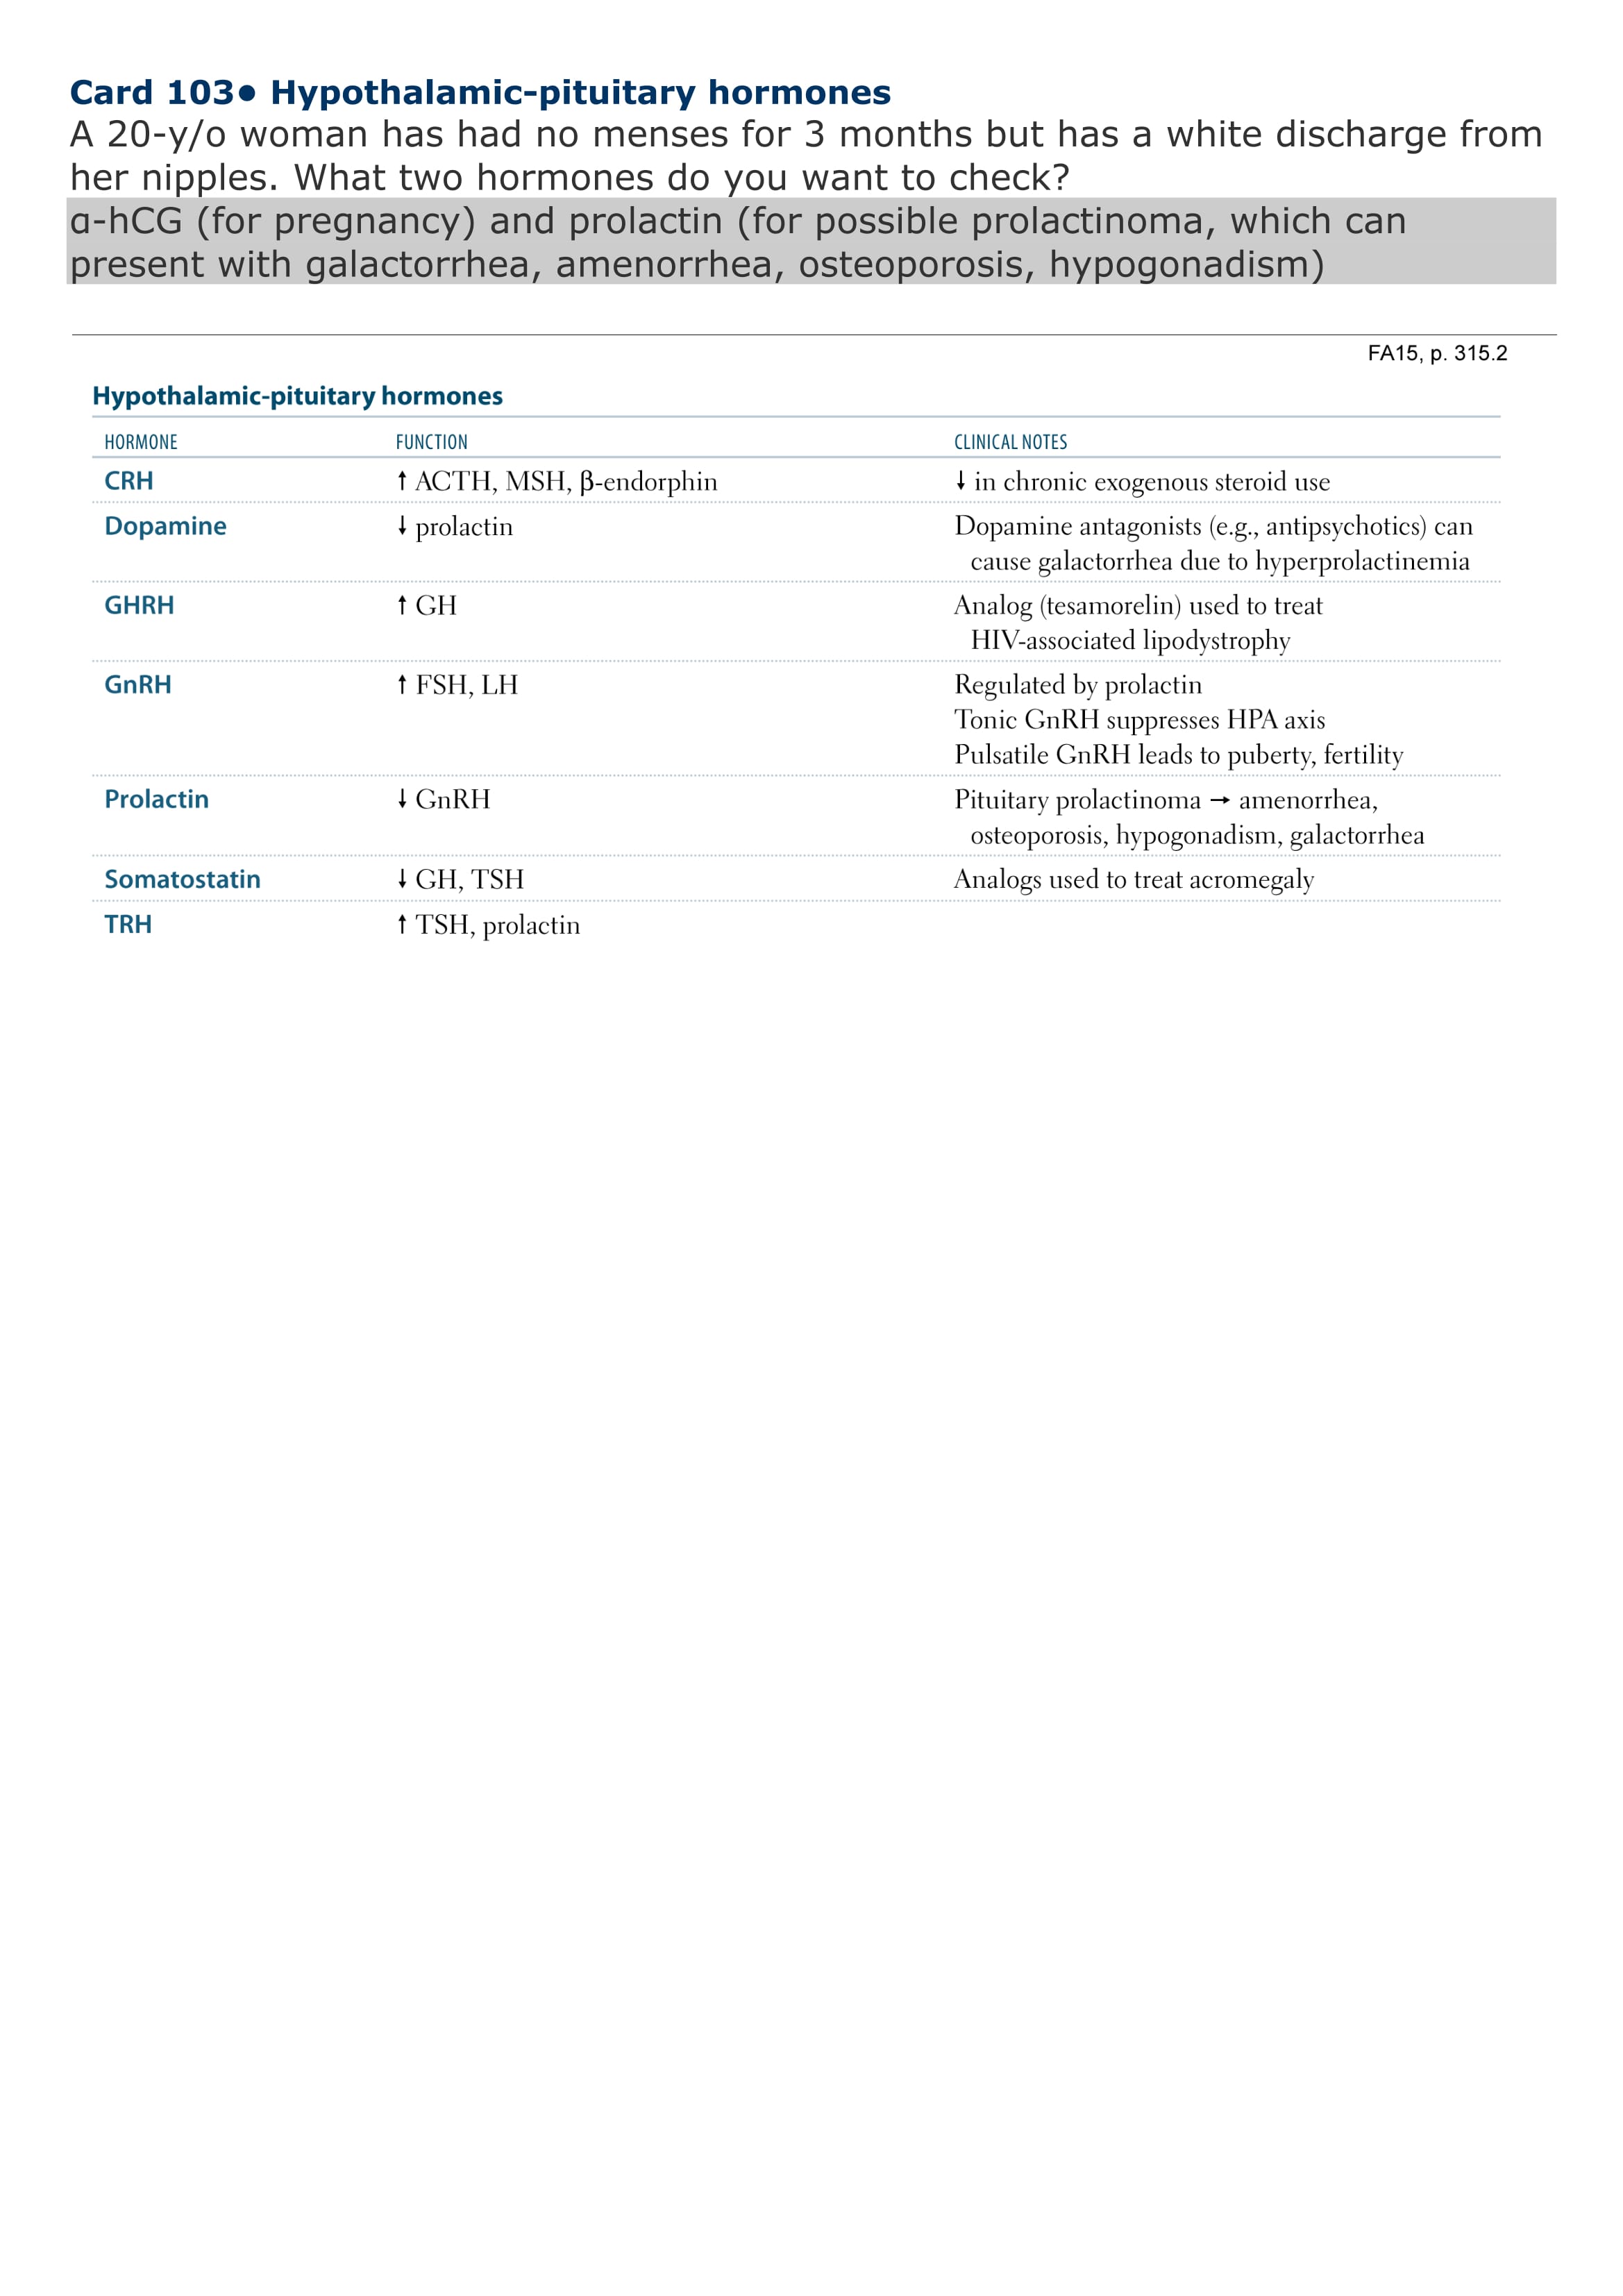 Card 103• Hypothalamic-pituitary hormones
A 20-y/o woman has had no menses for 3 months but has a white discharge from
her nipples. What two hormones do you want to check?
α-hCG (for pregnancy) and prolactin (for possible prolactinoma, which can
present with galactorrhea, amenorrhea, osteoporosis, hypogonadism)
FA15, p. 315.2
Hypothalamic-pituitary hormones
HORMONE FUNCTION CLINICAL NOTES
CRH ↑ ACTH, MSH, β-endorphin ↓ in chronic exogenous steroid use
Dopamine ↓ prolactin Dopamine antagonists (e.g., antipsychotics) can
cause galactorrhea due to hyperprolactinemia
GHRH ↑ GH Analog (tesamorelin) used to treat
HIV-associated lipodystrophy
GnRH ↑ FSH, LH Regulated by prolactin
Tonic GnRH suppresses HPA axis
Pulsatile GnRH leads to puberty, fertility
Prolactin ↓ GnRH Pituitary prolactinoma → amenorrhea,
osteoporosis, hypogonadism, galactorrhea
Somatostatin ↓ GH, TSH Analogs used to treat acromegaly
TRH ↑ TSH, prolactin